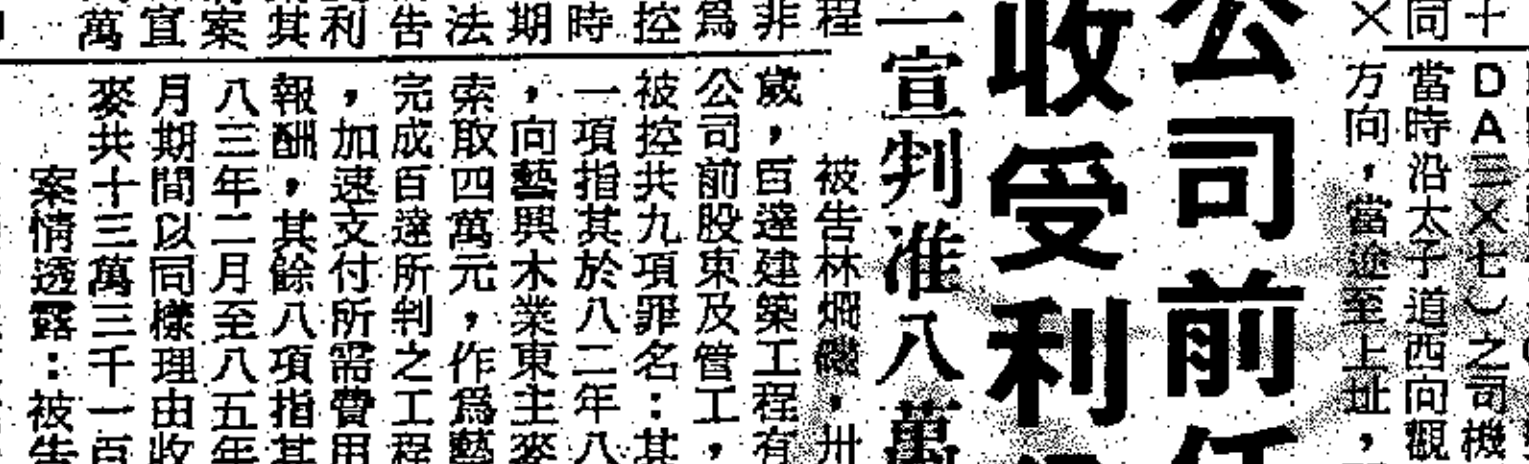 十
同
×
DA三×七）之司機
當時沿太子道西向觀
方向，當途至上址，
公司前任
收受利
一宣判准八萬
程
非
爲
控
時
期
法
告
利
其
案
宜
萬
被告林烱⿰，卅
歲，百達建築工程有
公司前股東及管工，
被控共九項罪名：其
一項指其於八二年八
，向藝興木業東主麥
索取四萬元，作爲藝
完成百達所判之工程
，加速文付所需費用
報酬，其餘八項指其
八三年二月至八五年
月期間以同樣理由收
麥共十三萬三千一百
案情透露：被告